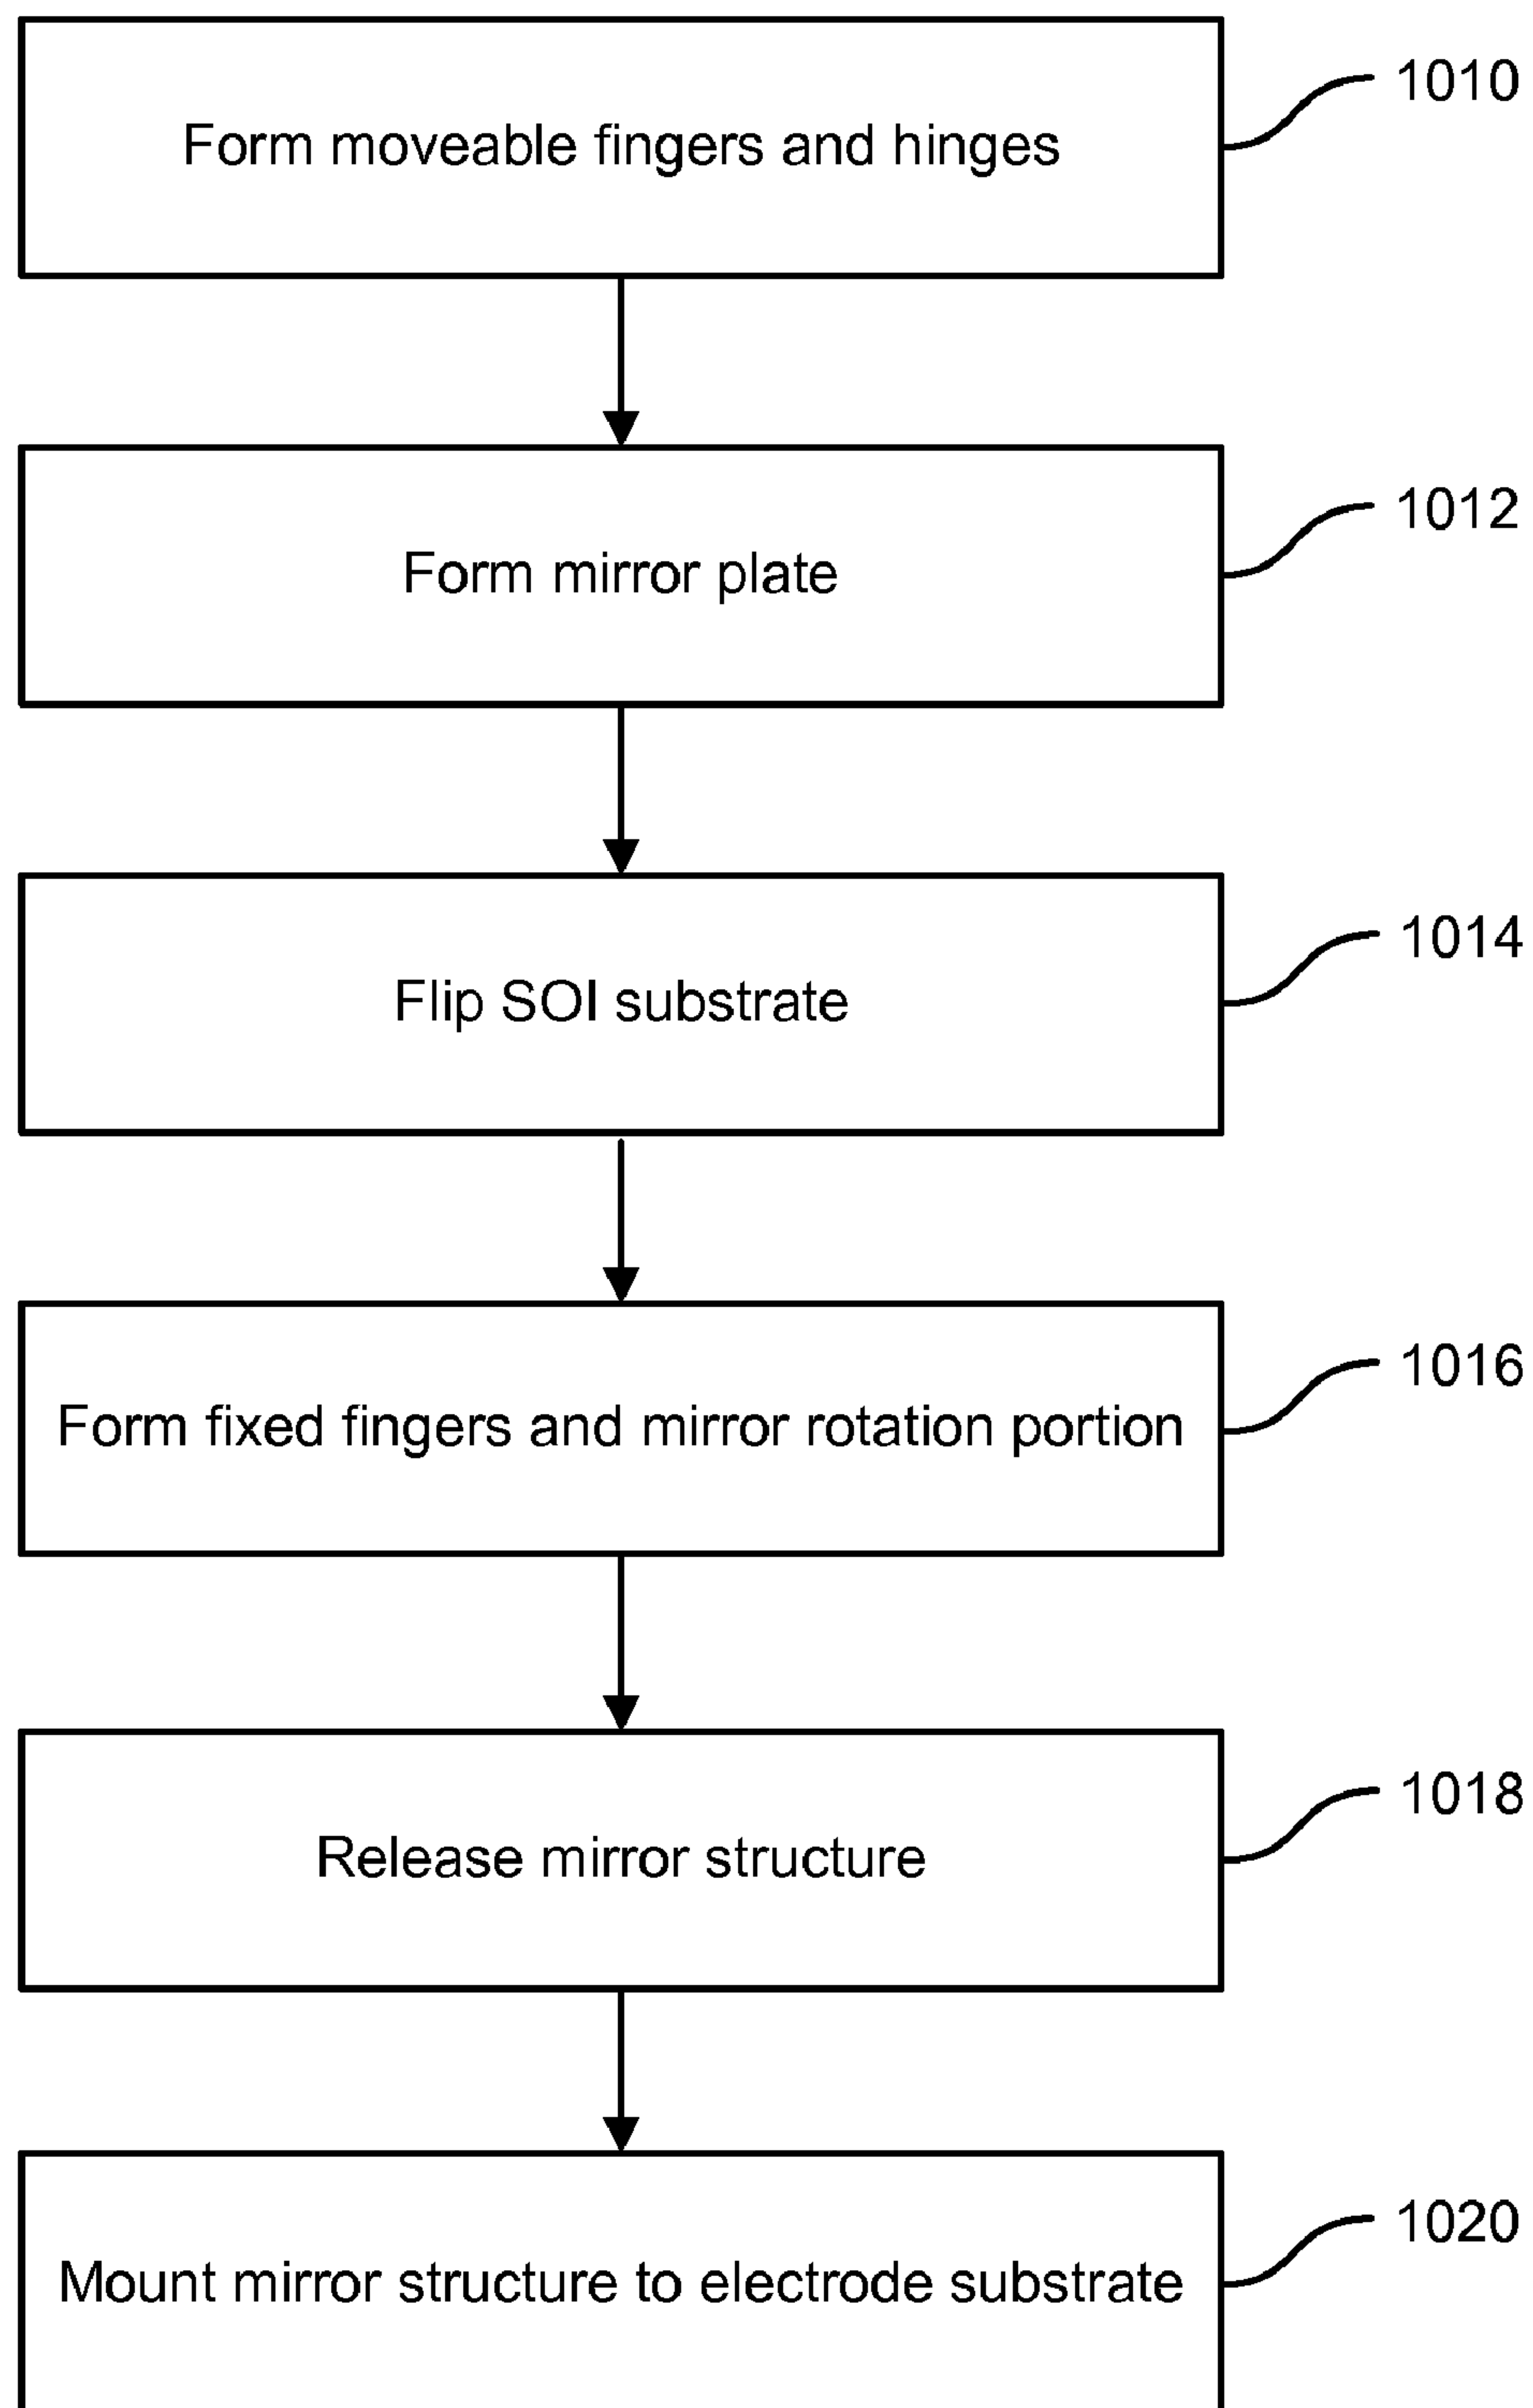 1010
Form moveable fingers and hinges
1012
Form mirror plate
1014
Flip SOI substrate
1016
Form fixed fingers and mirror rotation portion
1018
Release mirror structure
1020
Mount mirror structure to electrode substrate